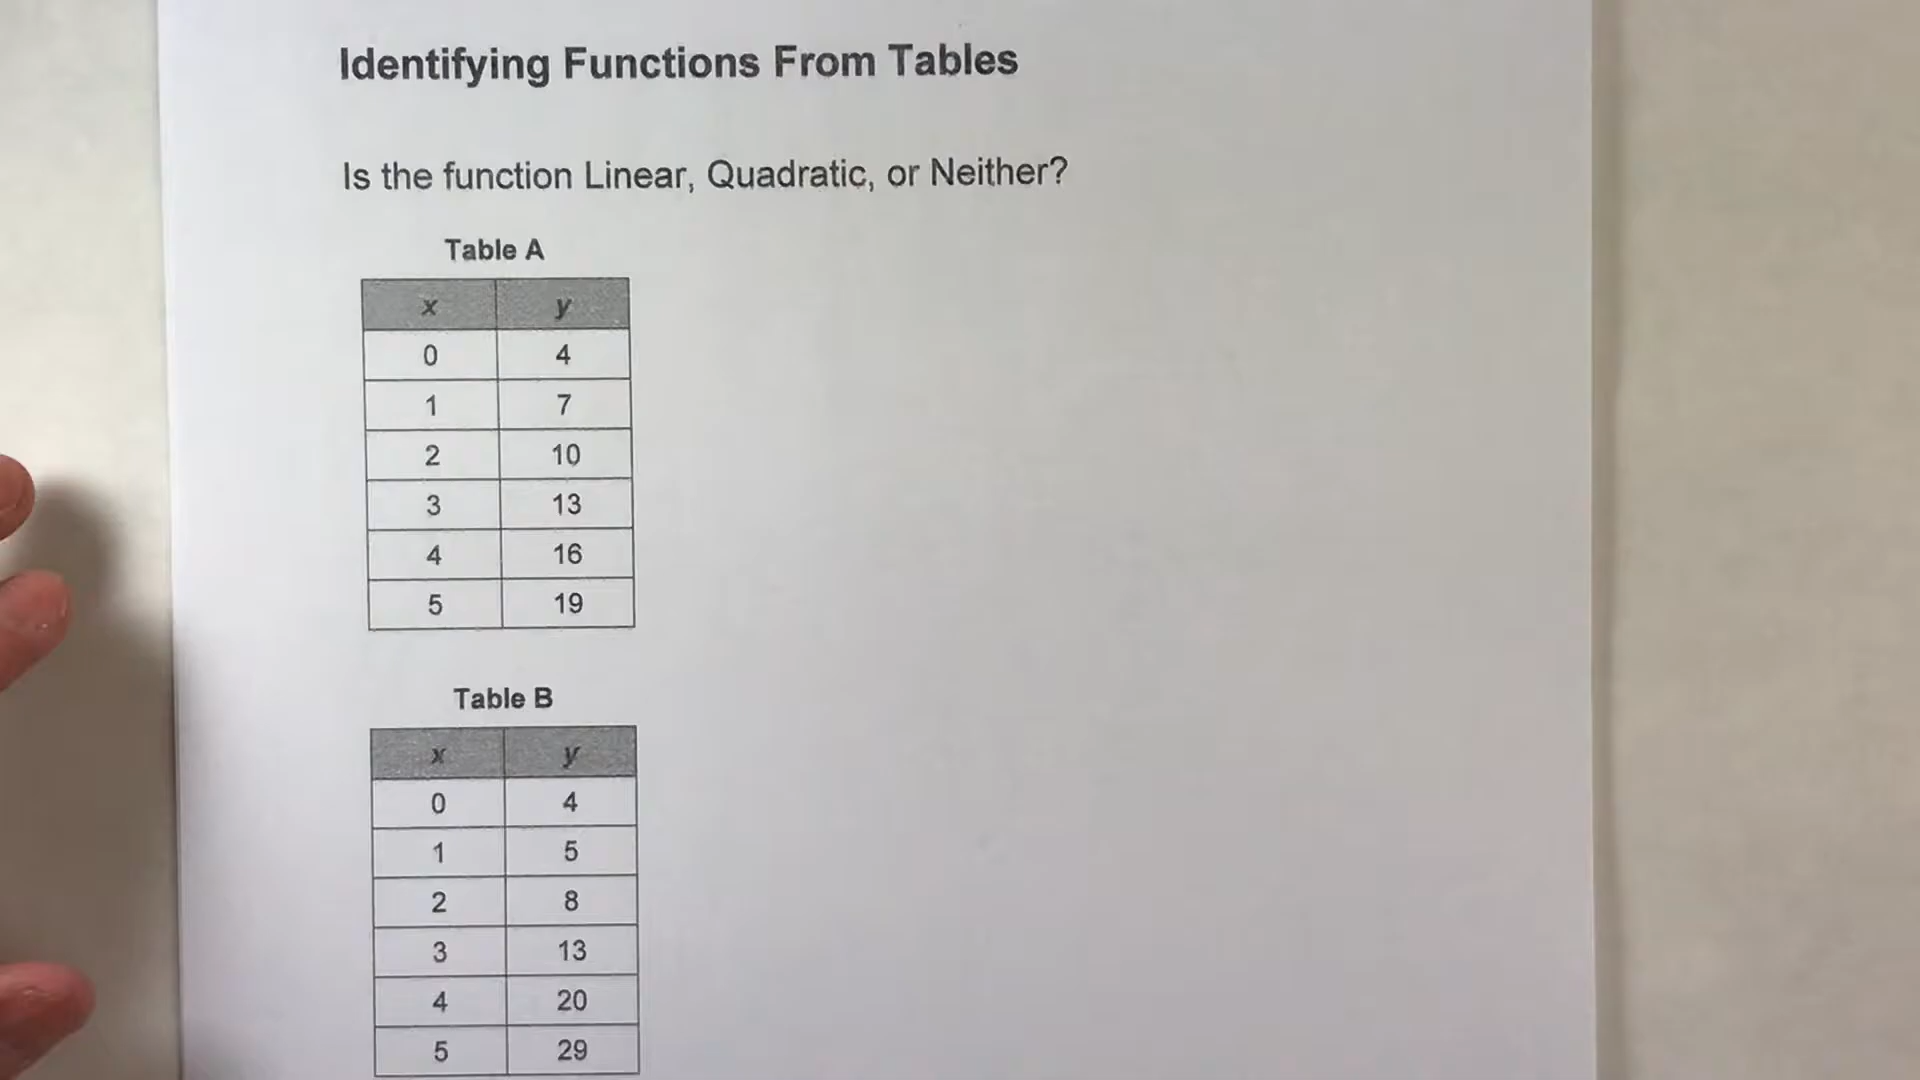 Identifying Functions From Tables
Is the function Linear, Quadratic, or Neither?
Table A
x y
0 4
1 7
2 10
3 13
4 16
5 19
Table B
x y
0 4
1 5
2 8
3 13
4 20
5 29